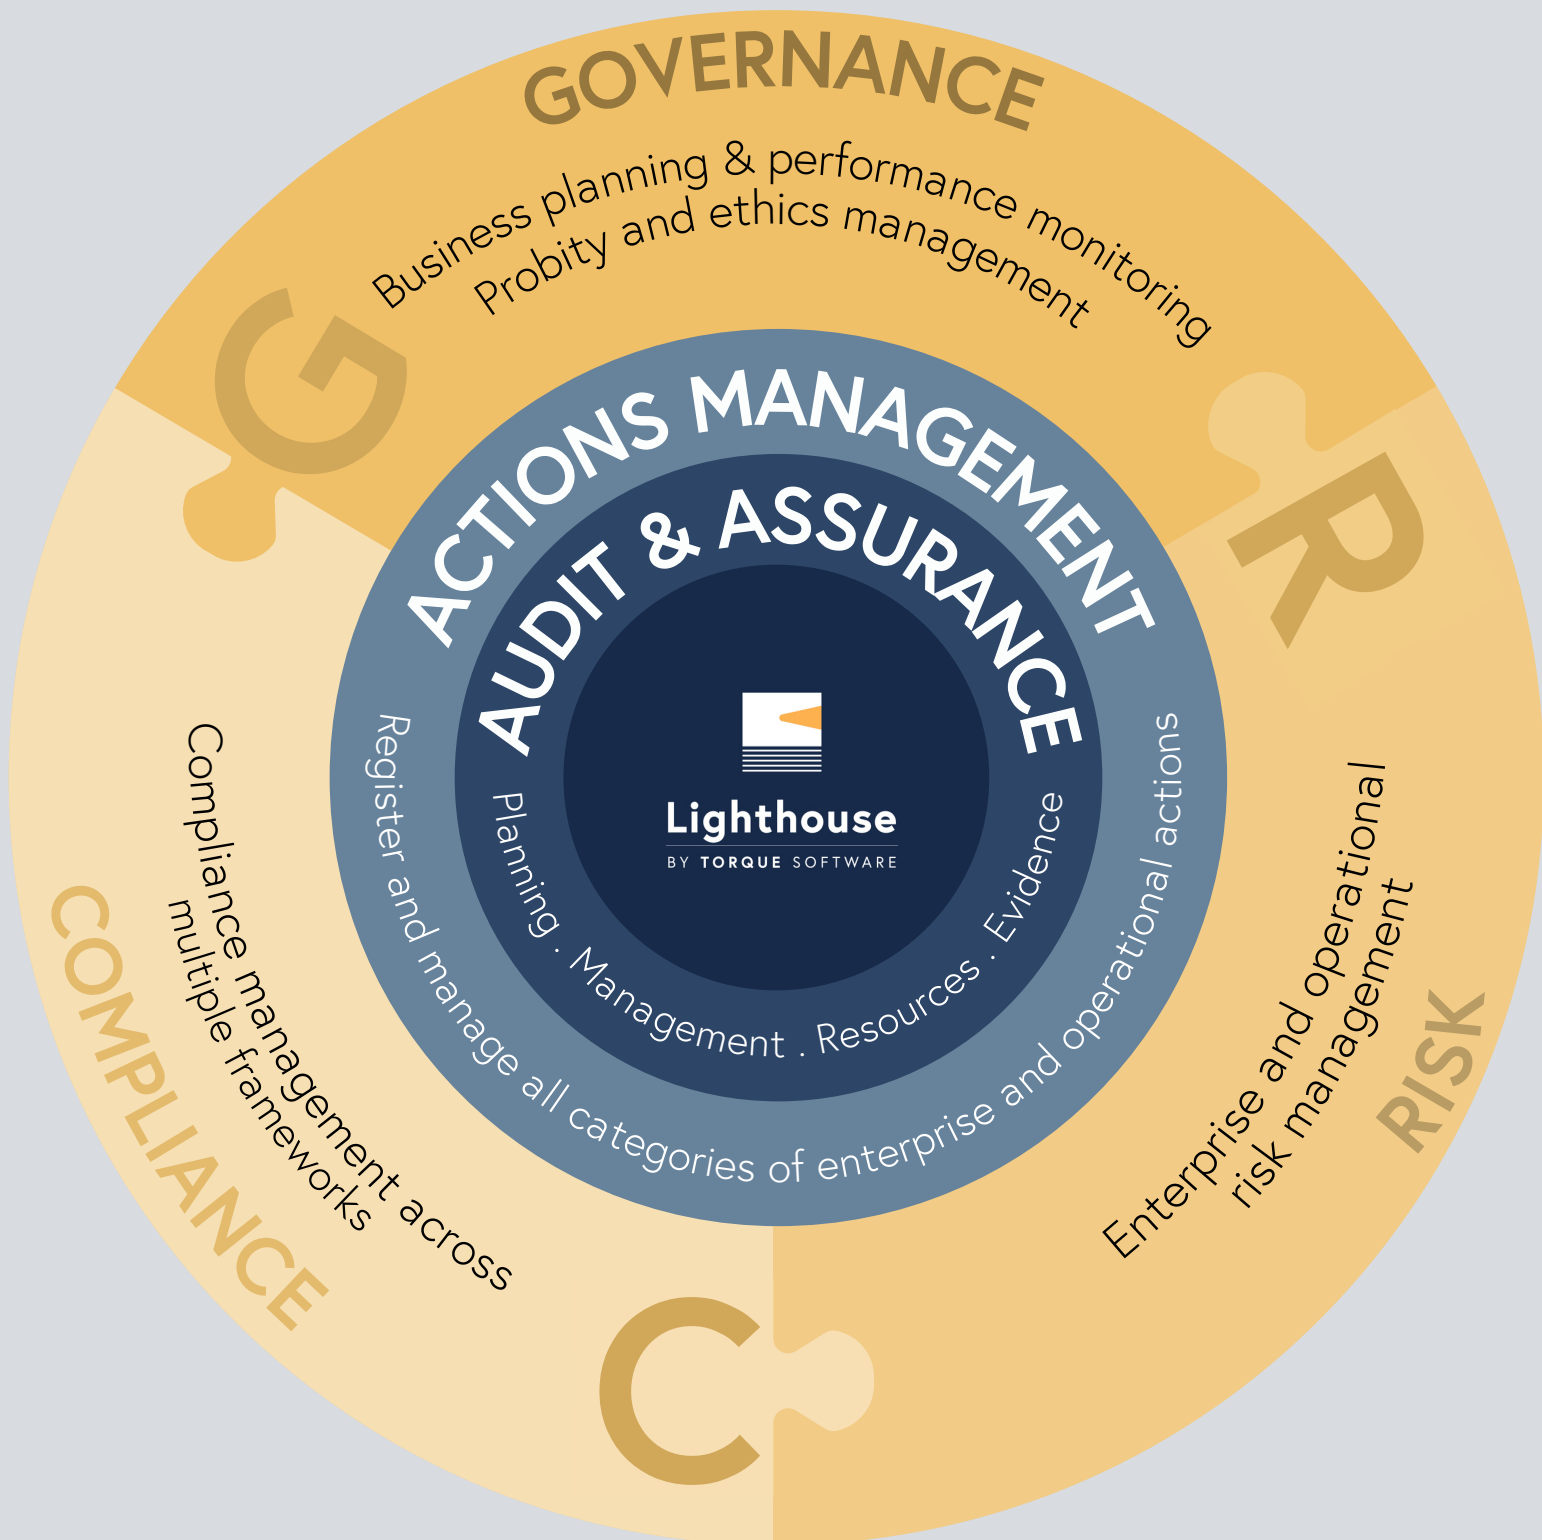 GOVERNANCE
Business planning & performance monitoring
Probity and ethics management
G
R
ACTIONS MANAGEMENT
AUDIT & ASSURANCE
Lighthouse
BY TORQUE SOFTWARE
Planning . Management . Resources . Evidence
Register and manage all categories of enterprise and operational actions
Enterprise and operational
risk management
RISK
Compliance management across
multiple frameworks
COMPLIANCE
C